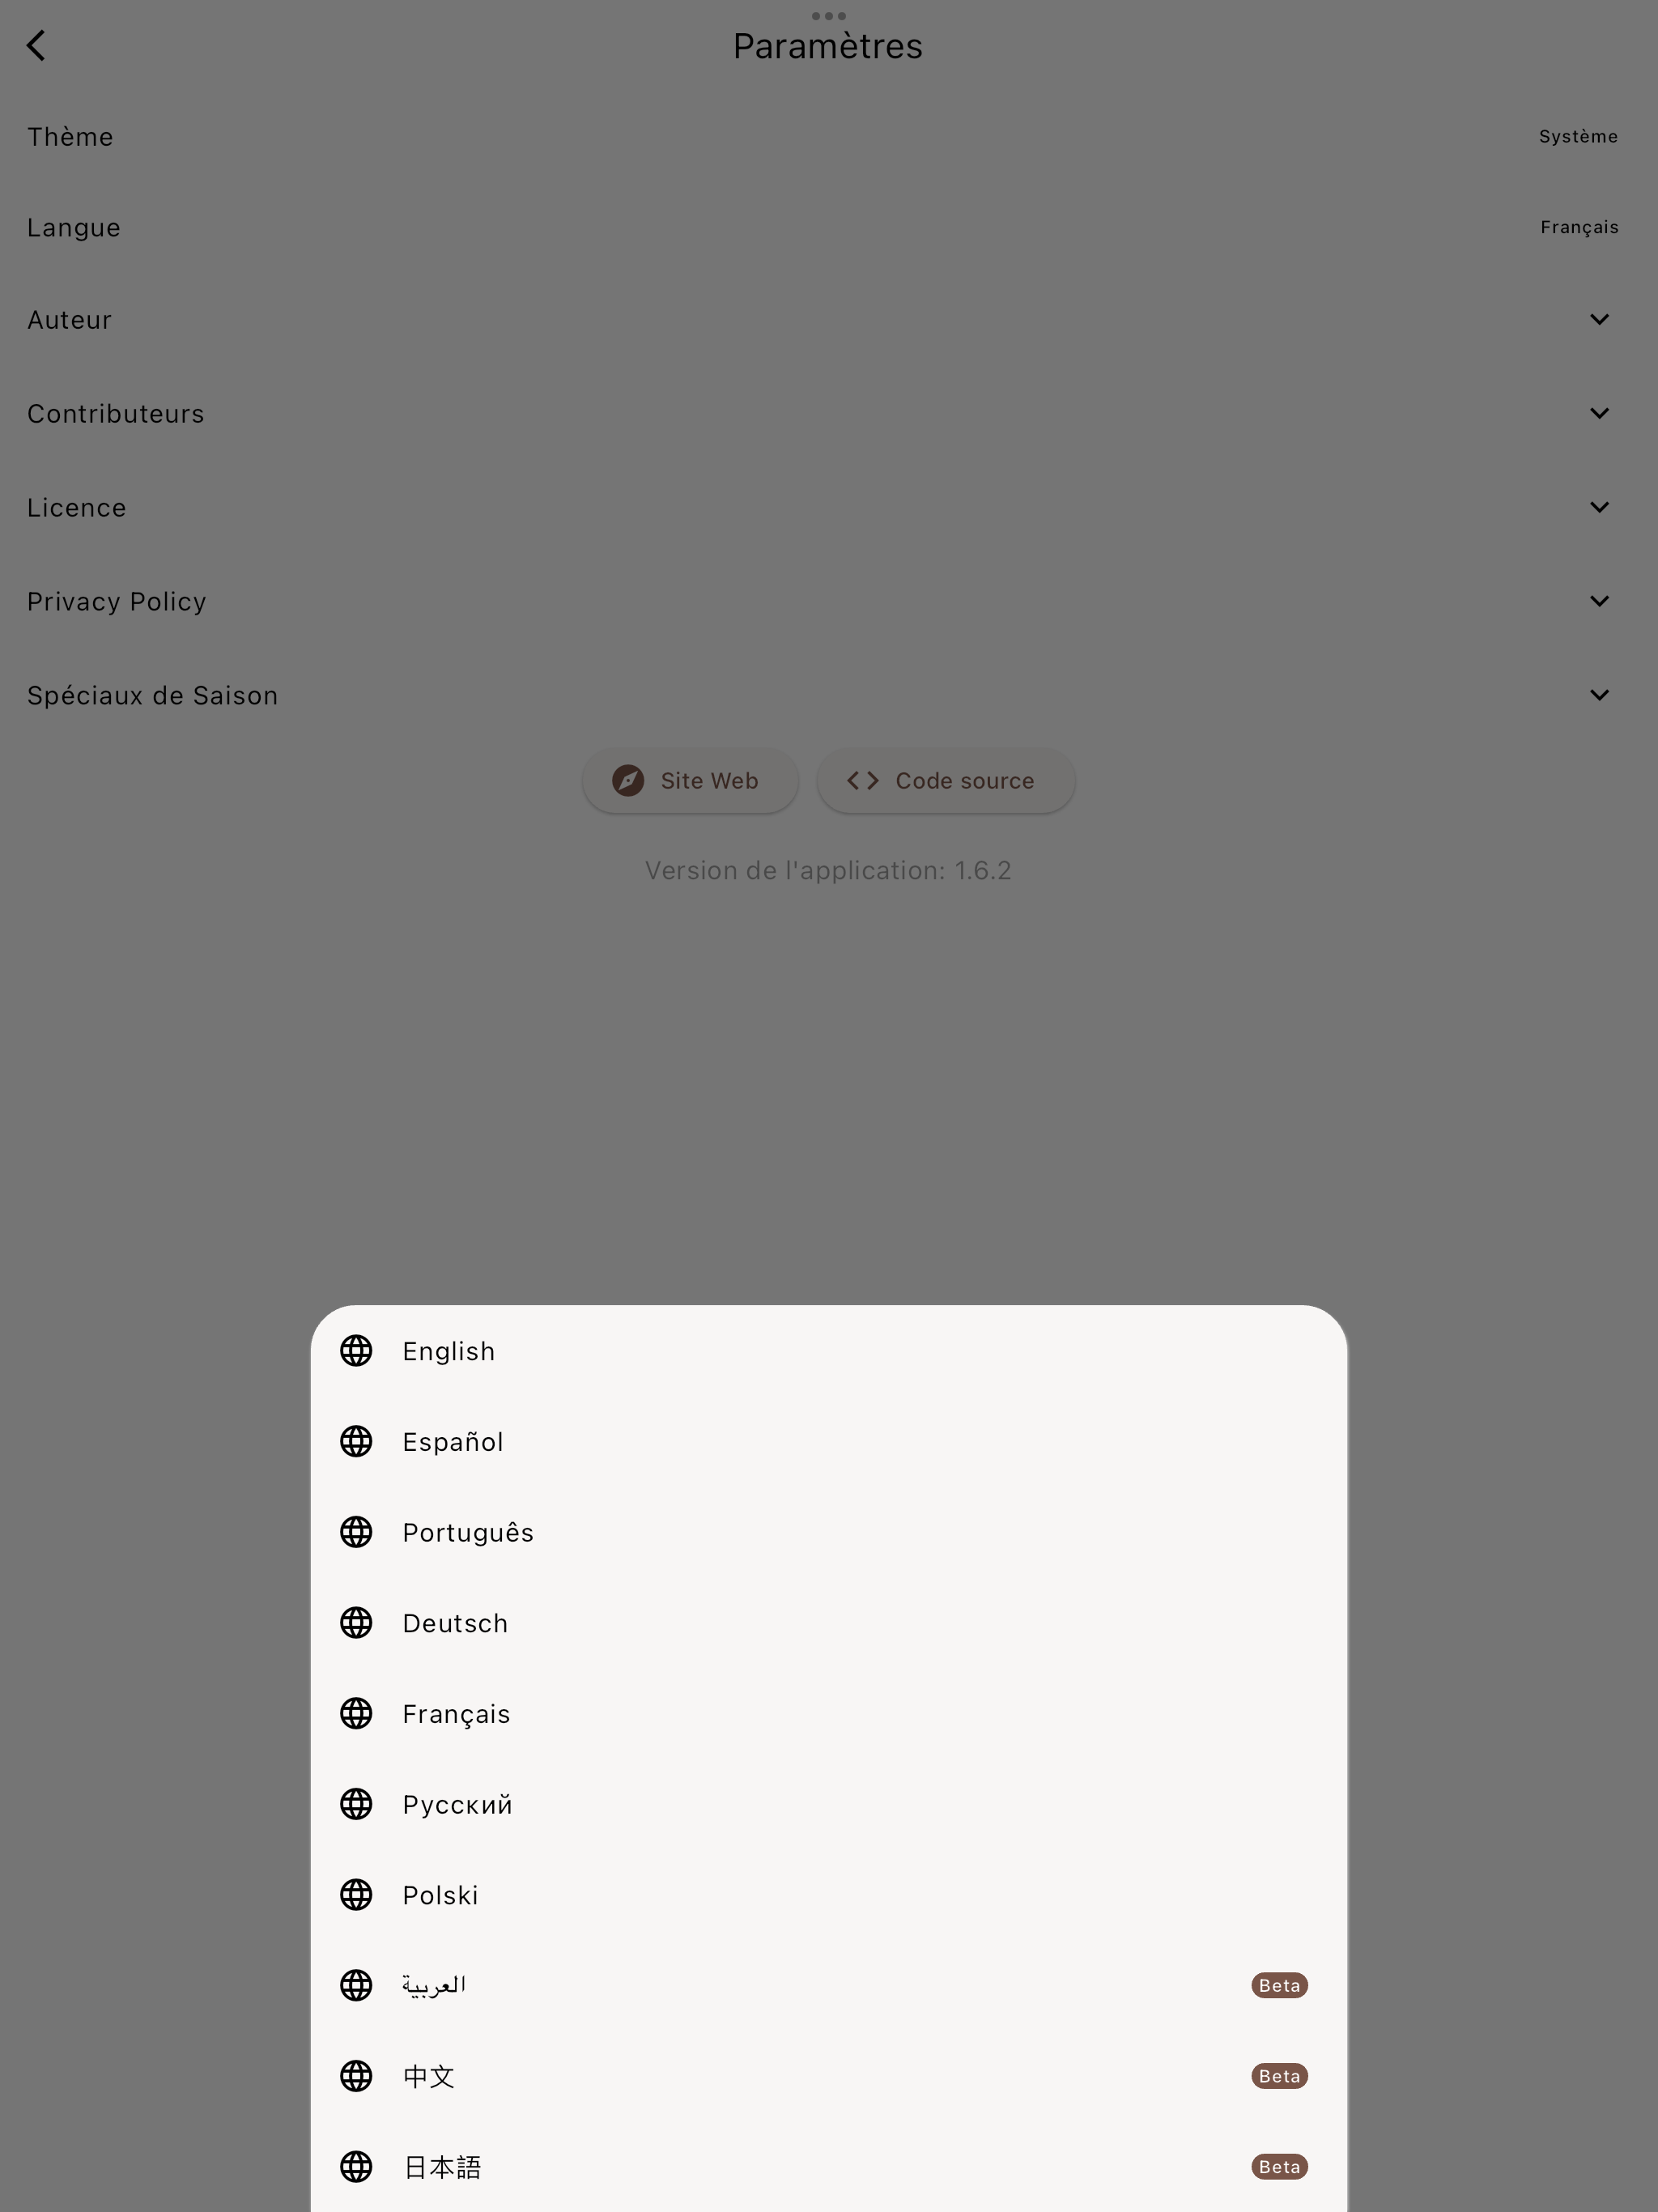 Paramètres
Thème
Système
Langue
Français
Auteur
Contributeurs
Licence
Privacy Policy
Spéciaux de Saison
Site Web
Code source
Version de l'application: 1.6.2
English
Español
Português
Deutsch
Français
Русский
Polski
العربية
Beta
中文
Beta
日本語
Beta